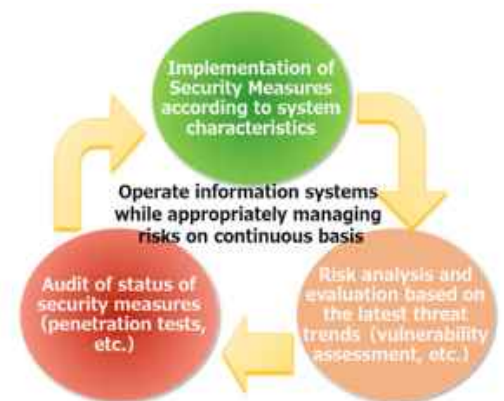 Implementation of
Security Measures
according to system
characteristics
Operate information systems
while appropriately managing
risks on continuous basis
Audit of status of
security measures
(penetration tests,
etc.)
Risk analysis and
evaluation based on
the latest threat
trends (vulnerability
assessment, etc.)